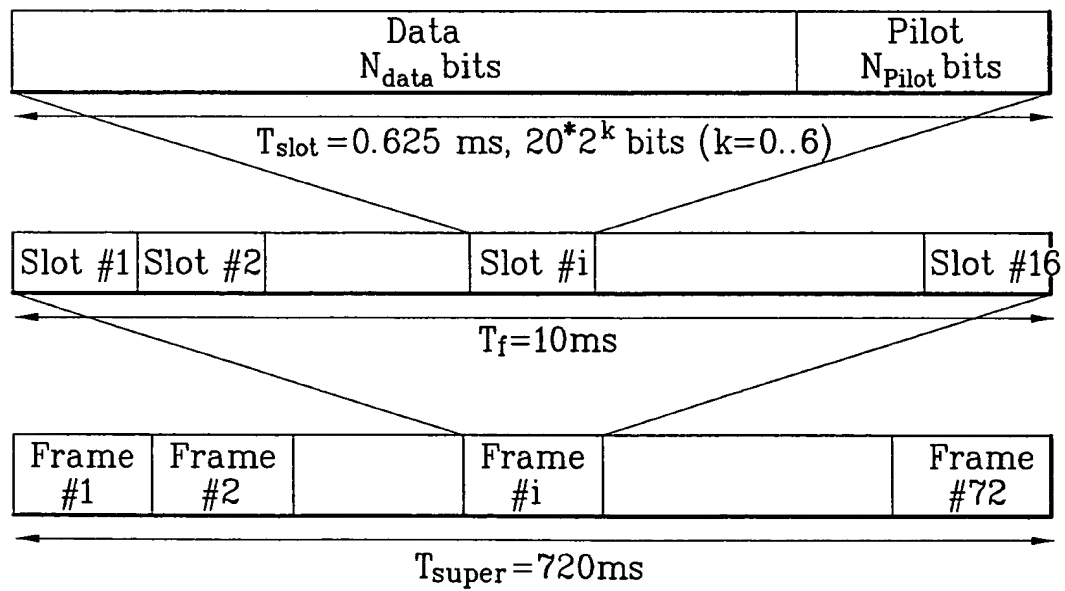 Data Pilot
N_data bits N_Pilot bits
T_slot=0.625 ms, 20*2^k bits (k=0..6)
Slot #1 Slot #2 Slot #i Slot #16
T_f=10ms
Frame #1 Frame #2 Frame #i Frame #72
T_super=720ms